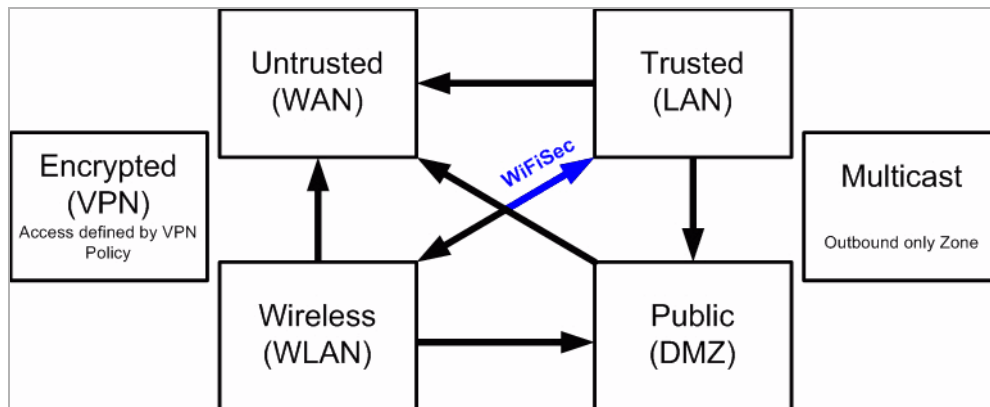 Untrusted
(WAN)
Trusted
(LAN)
Encrypted
(VPN)
Access defined by VPN
Policy
WiFiSec
Multicast
Outbound only Zone
Wireless
(WLAN)
Public
(DMZ)